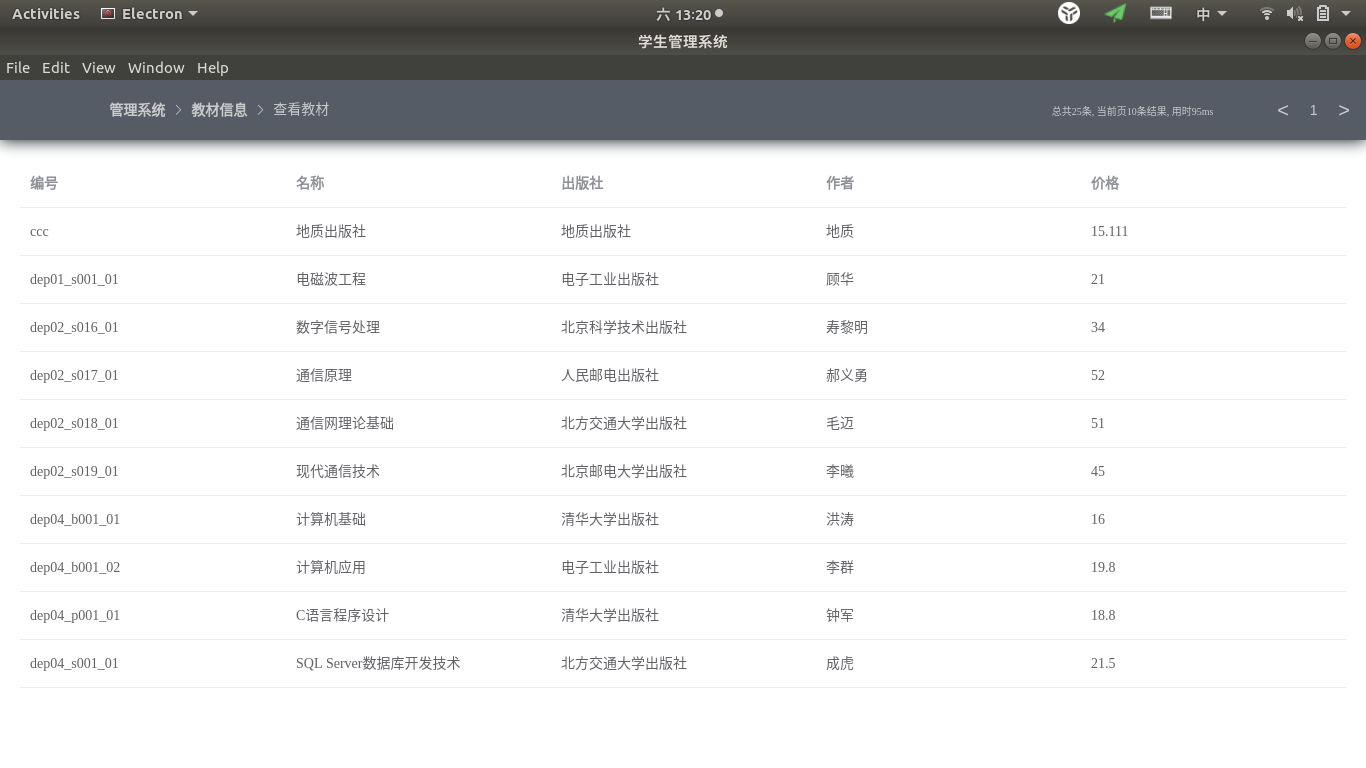 Activities Electron 六 13:20 中
学生管理系统
File Edit View Window Help
管理系统 > 教材信息 > 查看教材 总共25条, 当前页10条结果, 用时95ms < 1 >
编号 名称 出版社 作者 价格
ccc 地质出版社 地质出版社 地质 15.111
dep01_s001_01 电磁波工程 电子工业出版社 顾华 21
dep02_s016_01 数字信号处理 北京科学技术出版社 寿黎明 34
dep02_s017_01 通信原理 人民邮电出版社 郝义勇 52
dep02_s018_01 通信网理论基础 北方交通大学出版社 毛迈 51
dep02_s019_01 现代通信技术 北京邮电大学出版社 李曦 45
dep04_b001_01 计算机基础 清华大学出版社 洪涛 16
dep04_b001_02 计算机应用 电子工业出版社 李群 19.8
dep04_p001_01 C语言程序设计 清华大学出版社 钟军 18.8
dep04_s001_01 SQL Server数据库开发技术 北方交通大学出版社 成虎 21.5